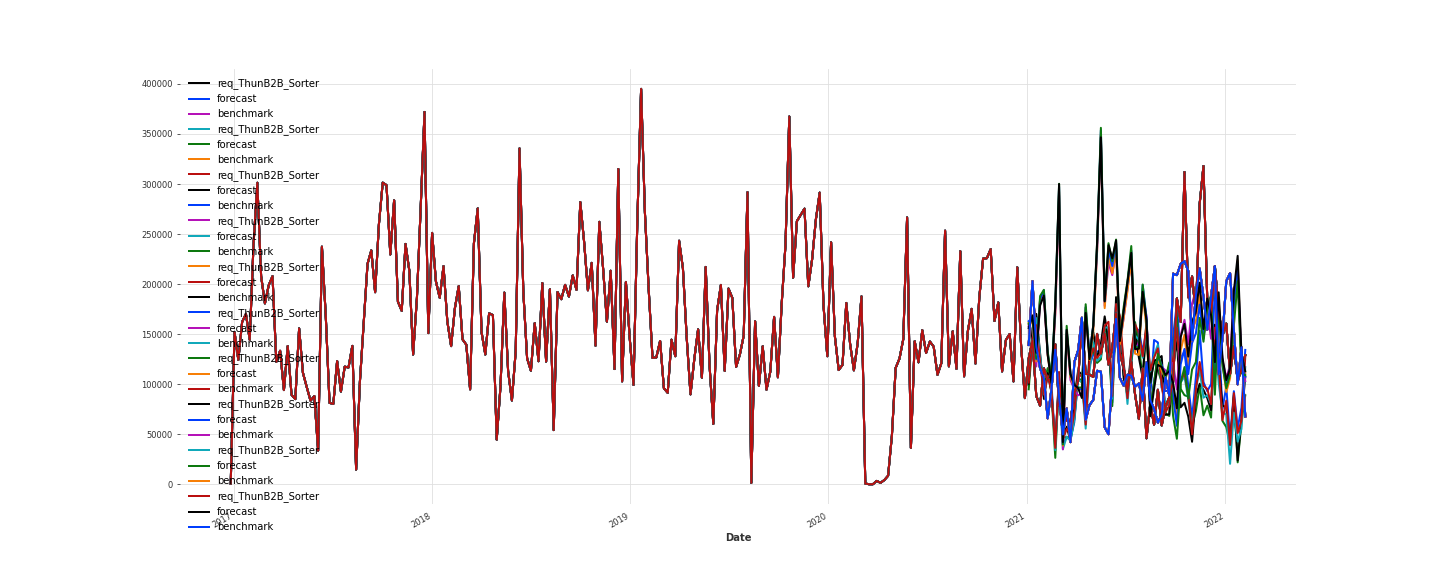 400000
350000
300000
250000
200000
150000
100000
50000
0
req_ThunB2B_Sorter
forecast
benchmark
req_ThunB2B_Sorter
forecast
benchmark
req_ThunB2B_Sorter
forecast
benchmark
req_ThunB2B_Sorter
forecast
benchmark
req_ThunB2B_Sorter
forecast
benchmark
req_ThunB2B_Sorter
forecast
benchmark
req_ThunB2B_Sorter
forecast
benchmark
req_ThunB2B_Sorter
forecast
benchmark
req_ThunB2B_Sorter
forecast
benchmark
req_ThunB2B_Sorter
forecast
benchmark
2017
2018
2019
2020
2021
2022
Date